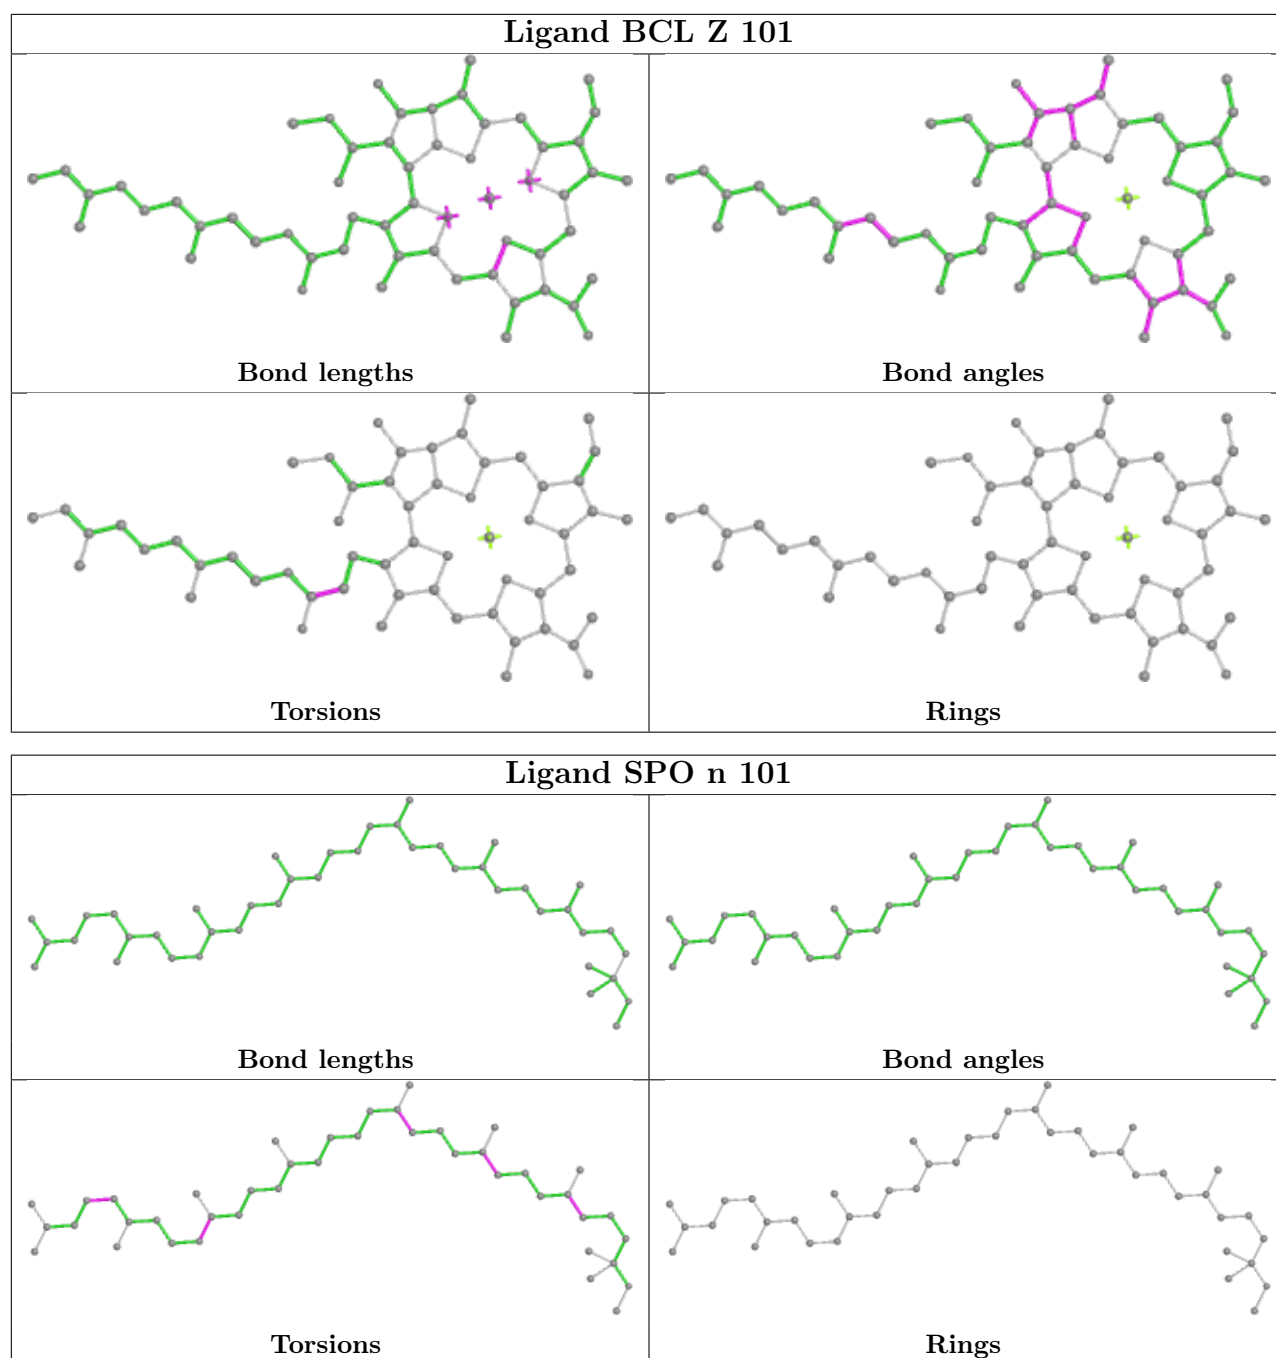 Ligand BCL Z 101
Bond lengths
Bond angles
Torsions
Rings
Ligand SPO n 101
Bond lengths
Bond angles
Torsions
Rings